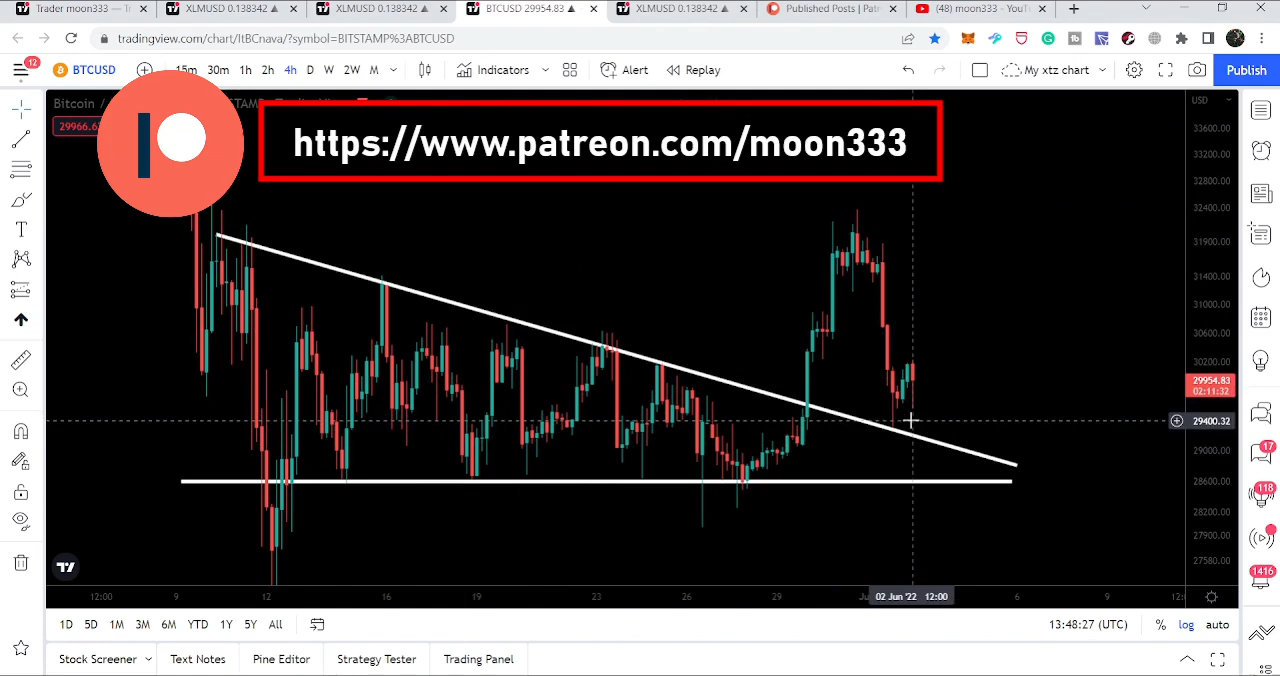 Trader moon333 — Tr
XLMUSD 0.138342 ▲
XLMUSD 0.138342 ▲
BTCUSD 29954.83 ▲
XLMUSD 0.138342 ▲
Published Posts | Patr
(48) moon333 - YouTu
tradingview.com/chart/ltBCnava/?symbol=BITSTAMP%3ABTCUSD
12
BTCUSD
15m 30m 1h 2h 4h D W 2W M
Indicators
Alert
Replay
My xtz chart
Publish
Bitcoin /
29966.6
https://www.patreon.com/moon333
USD
33600.00
33200.00
32800.00
32400.00
31900.00
31400.00
31000.00
30600.00
30200.00
29954.83
02:11:32
29400.32
29000.00
28600.00
28200.00
27900.00
27580.00
17
118
1416
12:00 9 12 16 19 23 26 29 02 Jun '22 12:00 6 9 12:
1D 5D 1M 3M 6M YTD 1Y 5Y All
13:48:27 (UTC) % log auto
Stock Screener Text Notes Pine Editor Strategy Tester Trading Panel